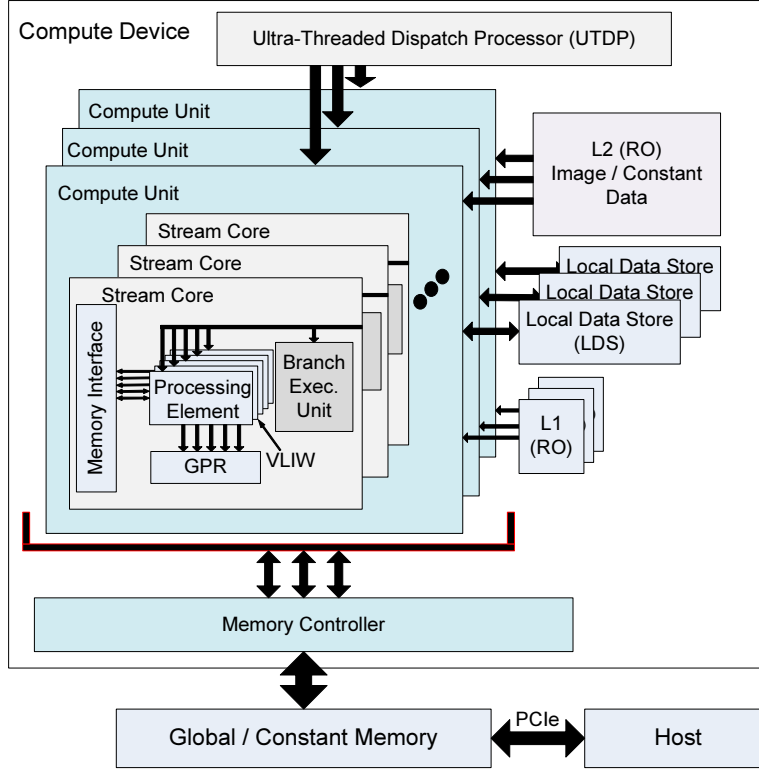 Compute Device
Ultra-Threaded Dispatch Processor (UTDP)
Compute Unit
Compute Unit
Compute Unit
L2 (RO)
Image / Constant
Data
Stream Core
Stream Core
Stream Core
Local Data Store
Local Data Store
Local Data Store
(LDS)
Memory Interface
Processing
Element
Branch
Exec.
Unit
GPR
VLIW
L1
(RO)
Memory Controller
Global / Constant Memory
PCIe
Host